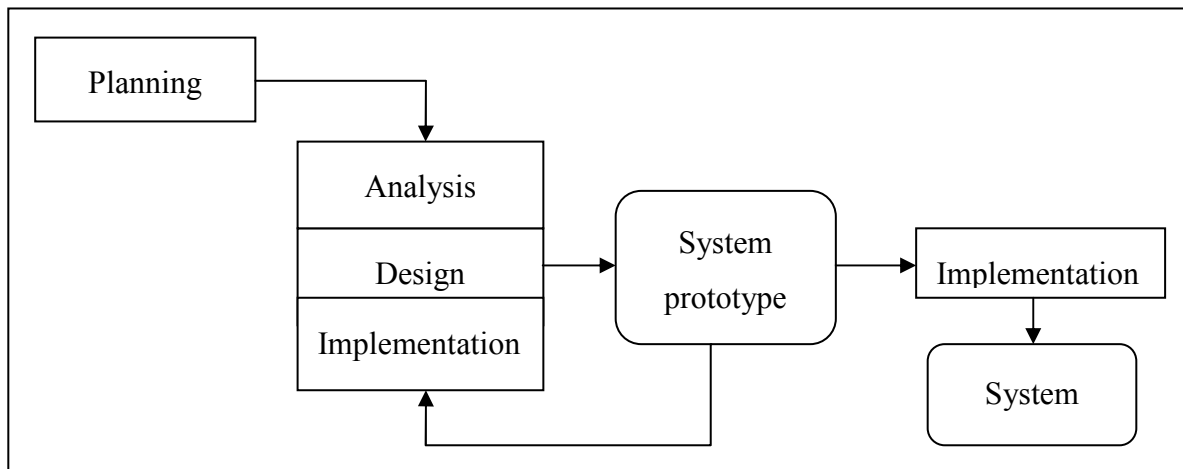 Planning
Analysis
Design
Implementation
System
prototype
Implementation
System